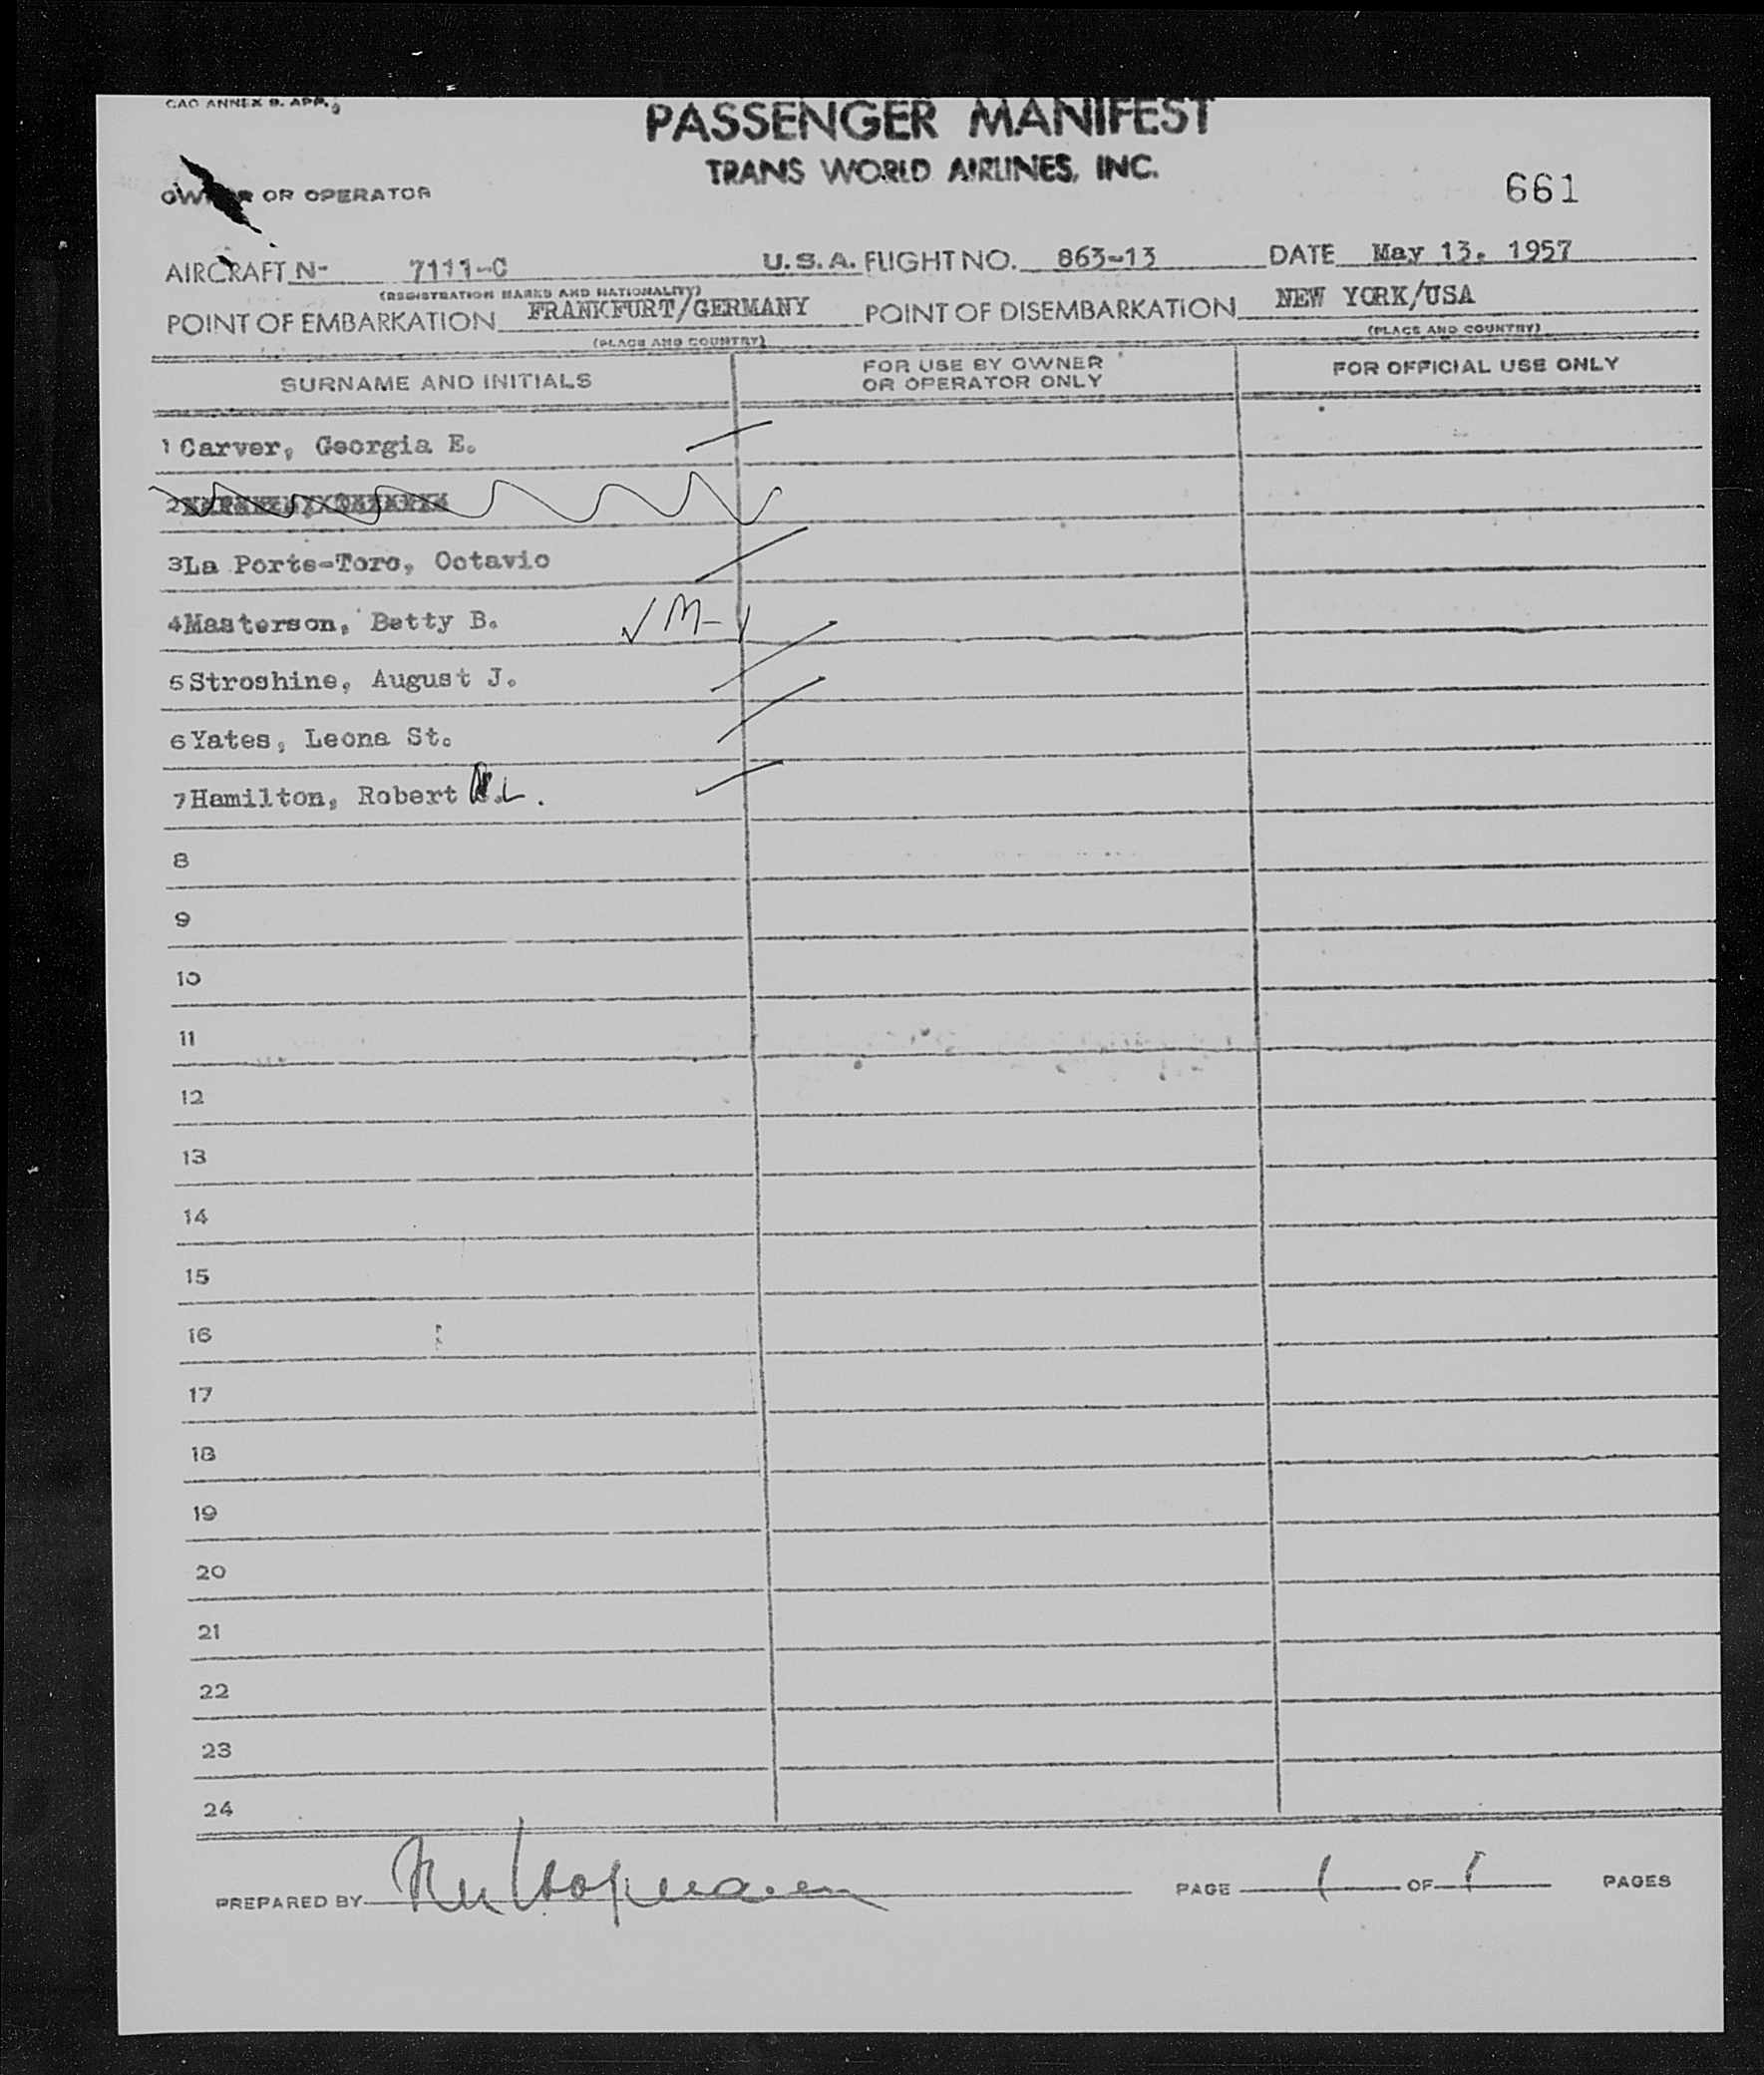 CAO ANNEX 9. APP. 3
PASSENGER MANIFEST
TRANS WORLD AIRLINES, INC.
OWNER OR OPERATOR
661
AIRCRAFT N- 7111-C U.S.A. FLIGHT NO. 863-13 DATE May 13. 1957
(REGISTRATION MARKS AND NATIONALITY)
POINT OF EMBARKATION FRANKFURT/GERMANY POINT OF DISEMBARKATION NEW YORK/USA
(PLACE AND COUNTRY) (PLACE AND COUNTRY)
SURNAME AND INITIALS FOR USE BY OWNER OR OPERATOR ONLY FOR OFFICIAL USE ONLY
1 Carver, Georgia E.
2
3 La Porte-Toro, Octavio
4 Masterson, Betty B. ✓ M-1
5 Stroshine, August J.
6 Yates, Leona St.
7 Hamilton, Robert L.
8
9
10
11
12
13
14
15
16
17
18
19
20
21
22
23
24
PREPARED BY PAGE 1 OF 1 PAGES